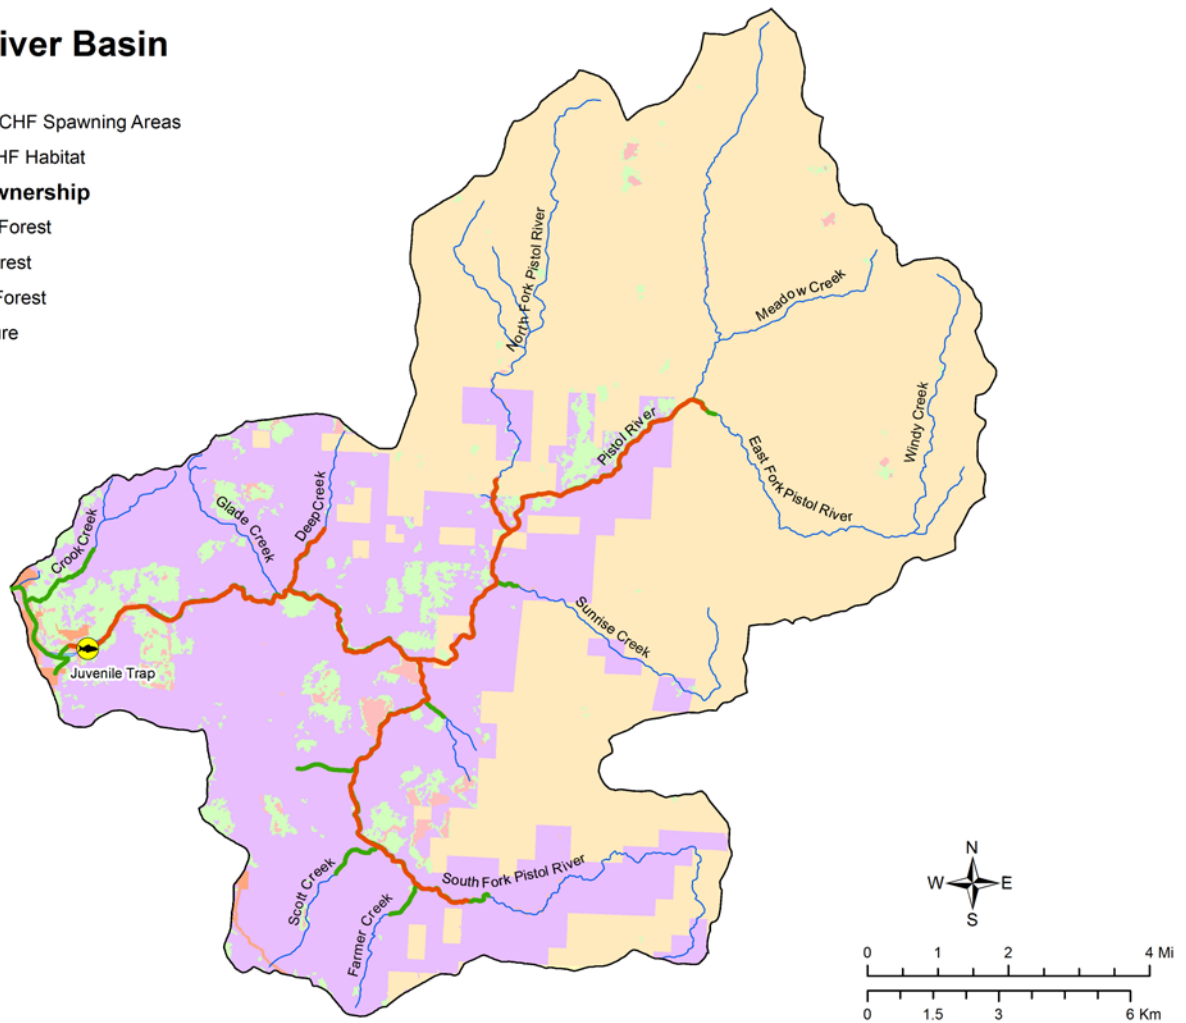 iver Basin
CHF Spawning Areas
HF Habitat
wnership
Forest
rest
Forest
ure
North Fork Pistol River
Meadow Creek
Windy Creek
Pistol River
East Fork Pistol River
Deep Creek
Glade Creek
Crook Creek
Sunrise Creek
Juvenile Trap
South Fork Pistol River
Scott Creek
Farmer Creek
N
W E
S
0 1 2 4 Mi
0 1.5 3 6 Km